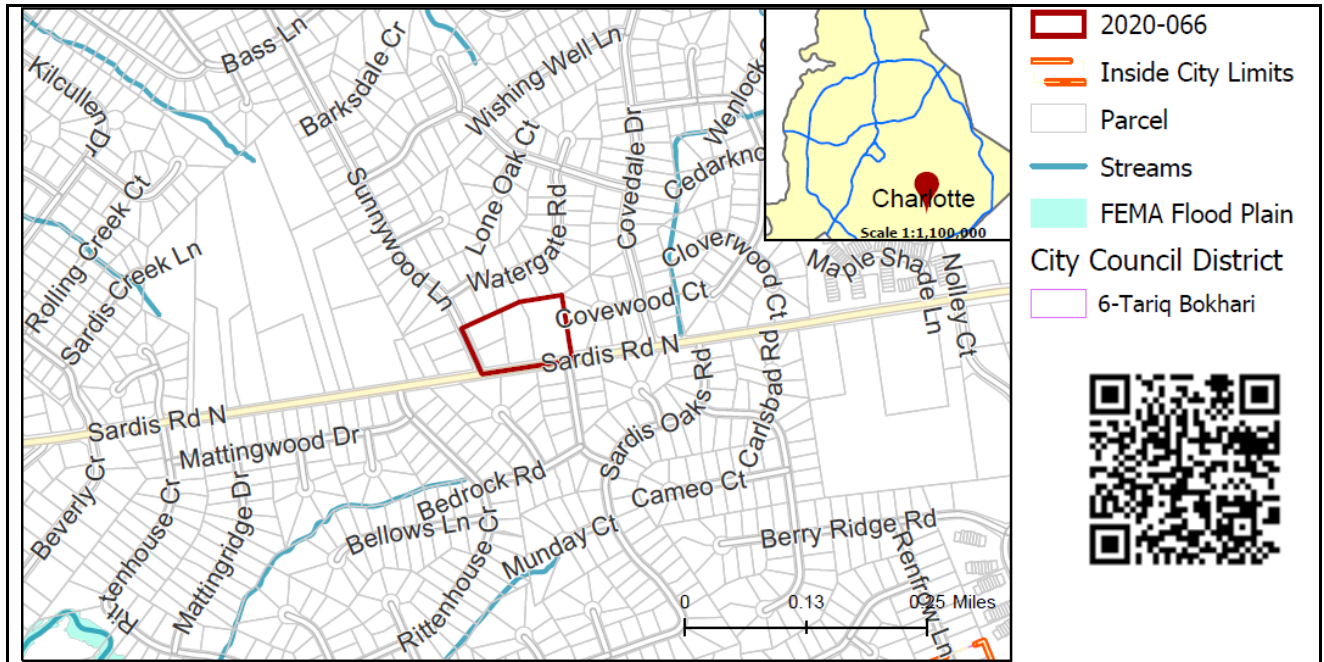 Bass Ln
Kilcullen Dr
Barksdale Cr
Wishing Well Ln
Wenlock C
Covedale Dr
Cedarkno
Lone Oak Ct
Watergate Rd
Sunnywood Ln
Rolling Creek Ct
Sardis Creek Ln
Cloverwood Ct
Covewood Ct
Maple Shade Ln
Nolley Ct
Sardis Rd N
Sardis Rd N
Mattingwood Dr
Sardis Oaks Rd
Carlsbad Rd
Beverly Cr
Rittenhouse Cr
Mattingridge Dr
Bedrock Rd
Bellows Ln
Cameo Ct
Berry Ridge Rd
Munday Ct
Rittenhouse Cr
Renfrow Ln
0 0.13 0.25 Miles
Charlotte
Scale 1:1,100,000
2020-066
Inside City Limits
Parcel
Streams
FEMA Flood Plain
City Council District
6-Tariq Bokhari